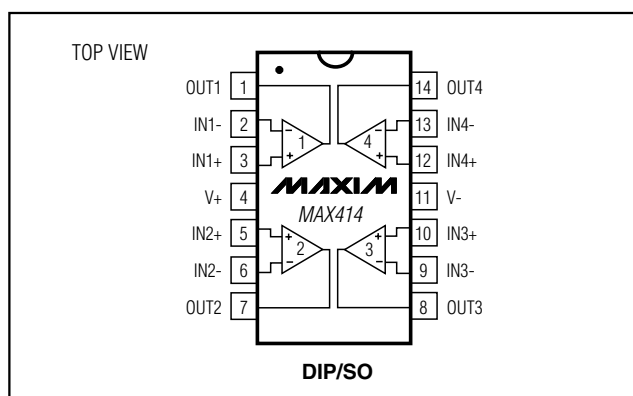 TOP VIEW
OUT1 1 14 OUT4
IN1- 2 - - 13 IN4-
1 4
IN1+ 3 + + 12 IN4+
V+ 4 MAXIM 11 V-
MAX414
IN2+ 5 + + 10 IN3+
2 3
IN2- 6 - - 9 IN3-
OUT2 7 8 OUT3
DIP/SO